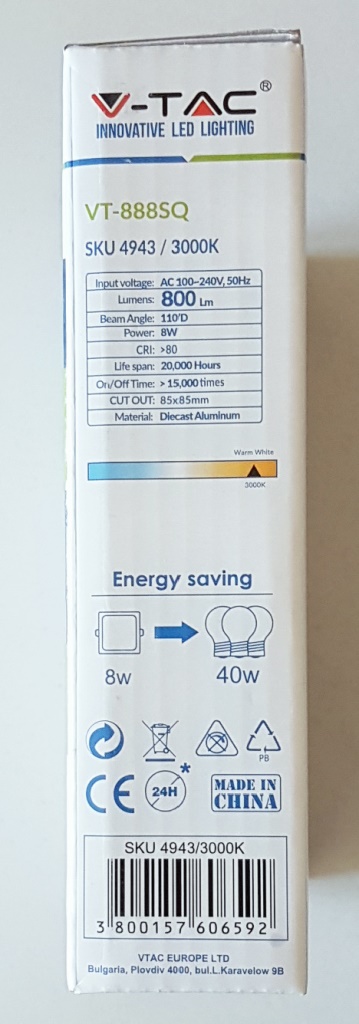 V-TAC®
INNOVATIVE LED LIGHTING
VT-888SQ
SKU 4943 / 3000K
Input voltage: AC 100~240V, 50Hz
Lumens: 800 Lm
Beam Angle: 110'D
Power: 8W
CRI: >80
Life span: 20,000 Hours
On/Off Time: > 15,000 times
CUT OUT: 85x85mm
Material: Diecast Aluminum
Warm White
3000K
Energy saving
8w 40w
PB
CE 24H* MADE IN
CHINA
SKU 4943/3000K
3 800157 606592
VTAC EUROPE LTD
Bulgaria, Plovdiv 4000, bul.L.Karavelow 9B